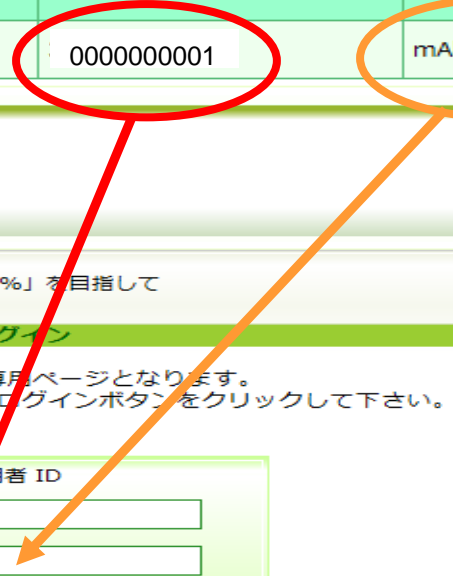 0000000001
mA
%」を目指して
グイン
専用ページとなります。
ログインボタンをクリックして下さい。
用者 ID